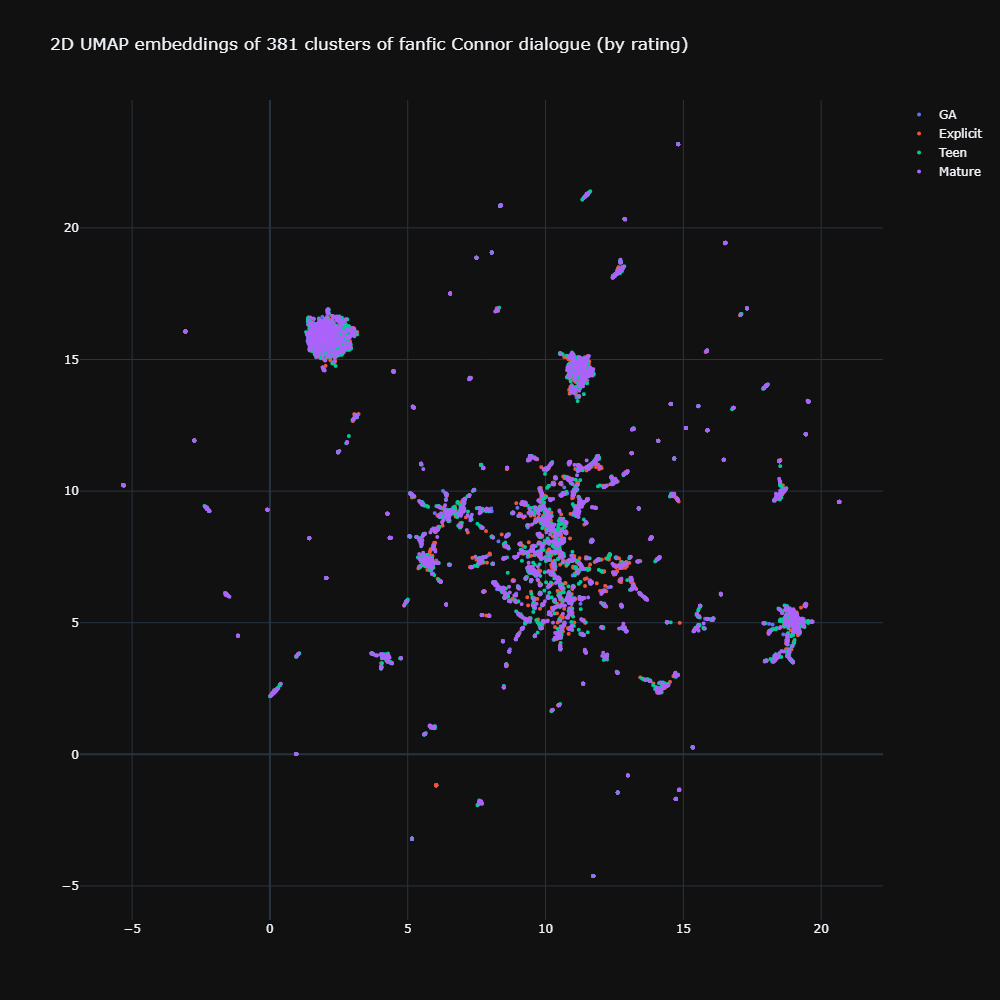 2D UMAP embeddings of 381 clusters of fanfic Connor dialogue (by rating)
GA
Explicit
Teen
Mature
20
15
10
5
0
−5
−5 0 5 10 15 20